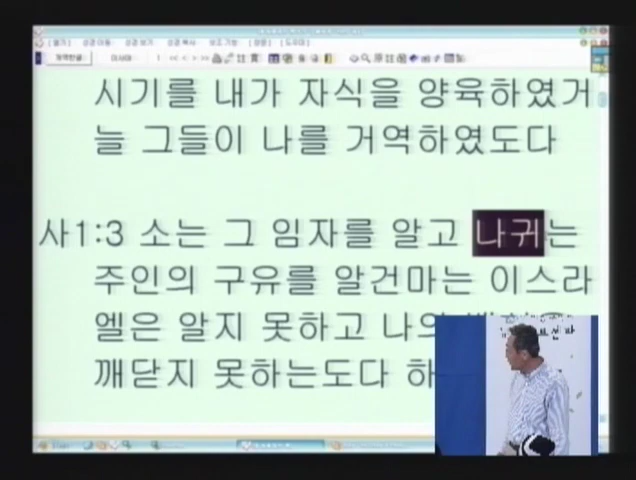 시기를 내가 자식을 양육하였거
늘 그들이 나를 거역하였도다
사1:3 소는 그 임자를 알고 나귀는
주인의 구유를 알건마는 이스라
엘은 알지 못하고 나의
깨닫지 못하는도다 하